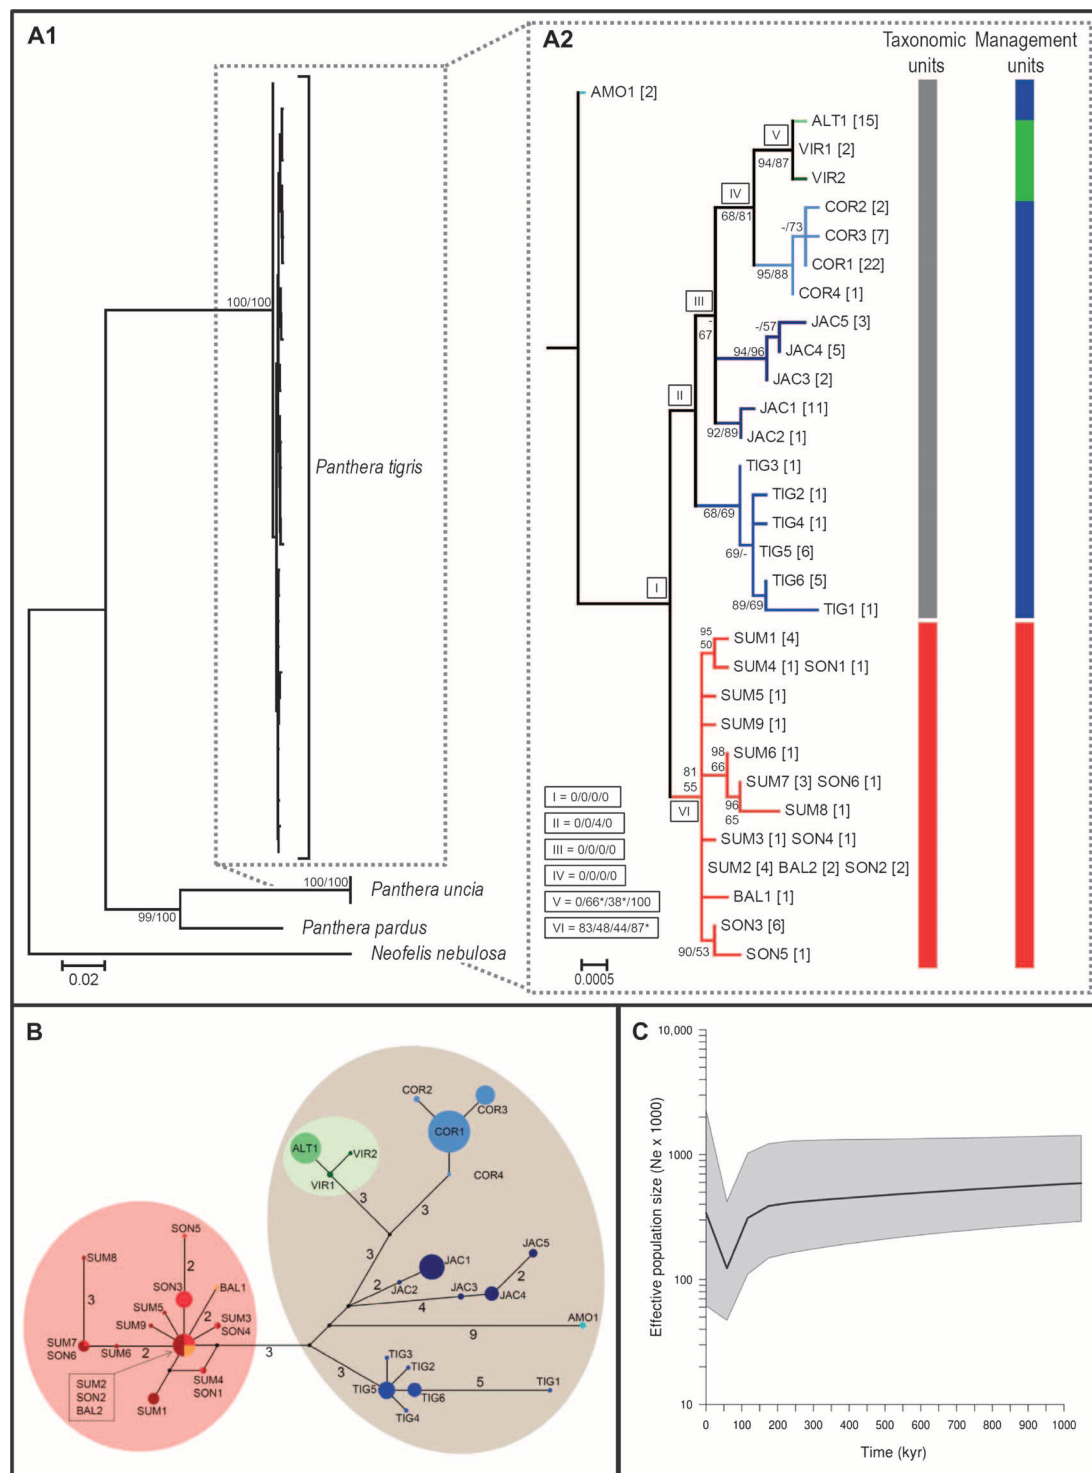 A1
A2
Taxonomic units
Management units
AMO1 [2]
ALT1 [15]
V
VIR1 [2]
94/87
VIR2
IV
68/81
COR2 [2]
-/73
COR3 [7]
COR1 [22]
95/88
COR4 [1]
III
-
67
JAC5 [3]
-/57
JAC4 [5]
94/96
JAC3 [2]
II
JAC1 [11]
92/89
JAC2 [1]
TIG3 [1]
TIG2 [1]
68/69
TIG4 [1]
69/-
TIG5 [6]
TIG6 [5]
89/69
TIG1 [1]
I
95
50
SUM1 [4]
SUM4 [1] SON1 [1]
SUM5 [1]
SUM9 [1]
SUM6 [1]
98
66
81
55
SUM7 [3] SON6 [1]
96
65
SUM8 [1]
VI
SUM3 [1] SON4 [1]
SUM2 [4] BAL2 [2] SON2 [2]
BAL1 [1]
SON3 [6]
90/53
SON5 [1]
I = 0/0/0/0
II = 0/0/4/0
III = 0/0/0/0
IV = 0/0/0/0
V = 0/66*/38*/100
VI = 83/48/44/87*
0.0005
100/100
Panthera tigris
100/100
Panthera uncia
99/100
Panthera pardus
Neofelis nebulosa
0.02
B
COR2
COR3
COR1
COR4
ALT1
VIR2
VIR1
3
3
3
JAC1
JAC5
2
JAC2
2
JAC3
JAC4
4
AMO1
9
TIG3
TIG2
3
TIG5
TIG6
5
TIG1
TIG4
3
SON5
SUM8
2
SON3
BAL1
3
SUM5
2
SUM9
SUM3
SON4
SUM7
SON6
2
SUM6
SUM2
SON2
BAL2
SUM4
SON1
SUM1
C
10,000
1000
100
10
Effective population size (Ne x 1000)
0 100 200 300 400 500 600 700 800 900 1000
Time (kyr)